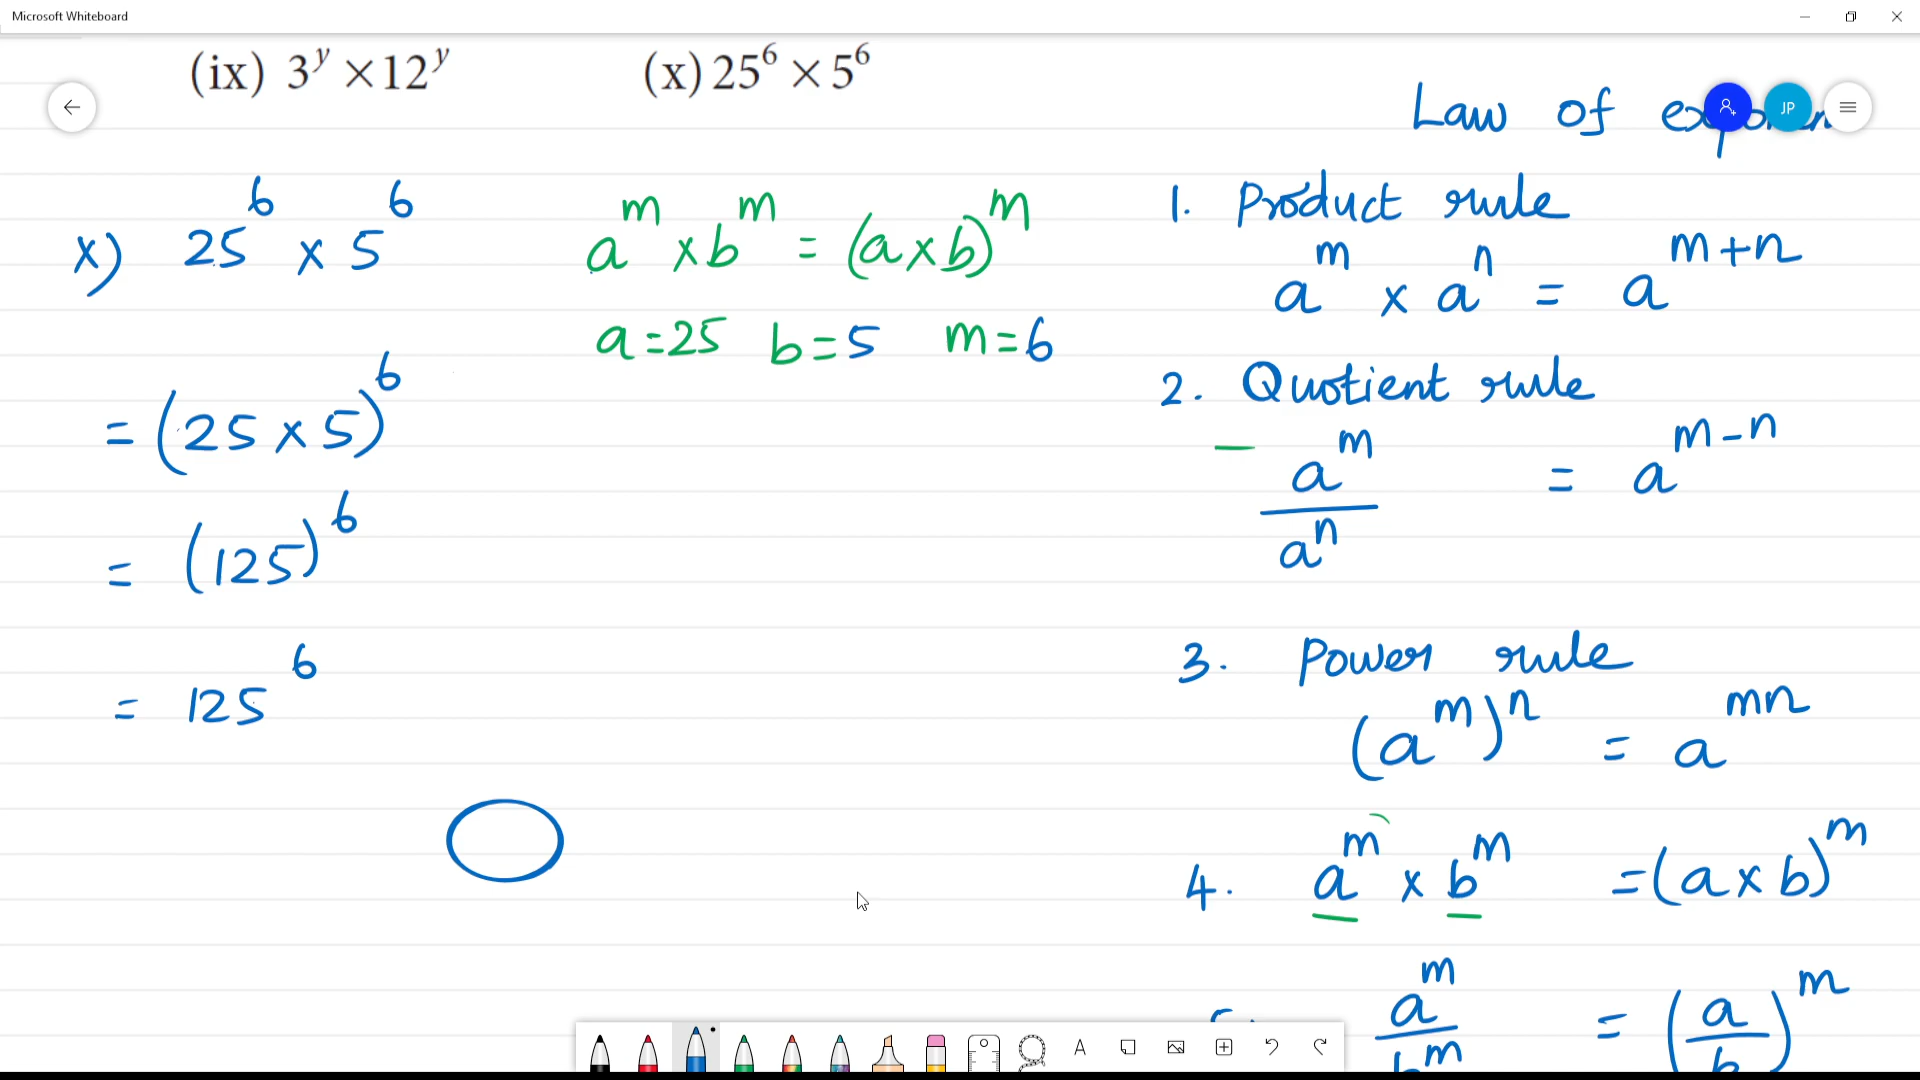 Microsoft Whiteboard
(ix) 3^y × 12^y (x) 25^6 × 5^6
Law of
JP
x) 25^6 × 5^6
a^m × b^m = (a × b)^m
a = 25 b = 5 m = 6
= (25 × 5)^6
= (125)^6
= 125^6
1. Product rule
a^m × a^n = a^{m+n}
2. Quotient rule
a^m / a^n = a^{m-n}
3. Power rule
(a^m)^n = a^{mn}
4. a^m × b^m = (a × b)^m
a^m / b^m = (a / b)^m
A